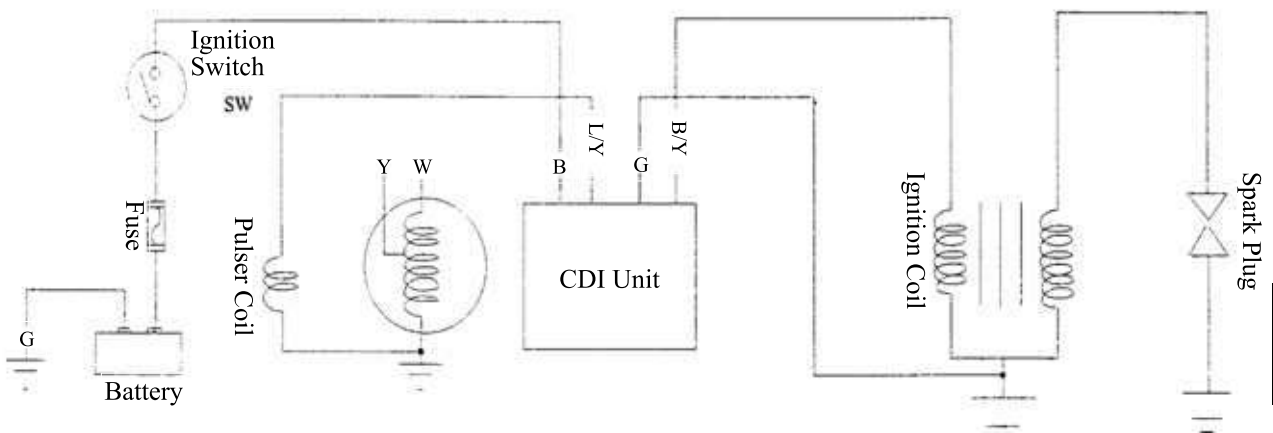 Ignition
Switch
SW
L/Y
B/Y
Y
W
B
G
Fuse
Pulser Coil
CDI Unit
Ignition Coil
Spark Plug
G
Battery